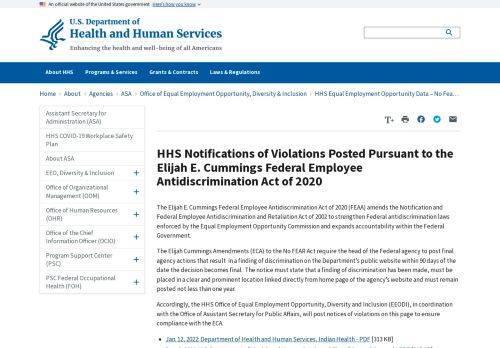 An official website of the United States government Here's how you know
U.S. Department of
Health and Human Services
Enhancing the health and well-being of all Americans
About HHS Programs & Services Grants & Contracts Laws & Regulations
Home › About › Agencies › ASA › Office of Equal Employment Opportunity, Diversity & Inclusion › HHS Equal Employment Opportunity Data – No Fea…
Assistant Secretary for
Administration (ASA)
HHS COVID-19 Workplace Safety
Plan
About ASA
EEO, Diversity & Inclusion
Office of Organizational
Management (OOM)
Office of Human Resources
(OHR)
Office of the Chief
Information Officer (OCIO)
Program Support Center
(PSC)
PSC Federal Occupational
Health (FOH)
T+
HHS Notifications of Violations Posted Pursuant to the
Elijah E. Cummings Federal Employee
Antidiscrimination Act of 2020
The Elijah E. Cummings Federal Employee Antidiscrimination Act of 2020 (FEAA) amends the Notification and
Federal Employee Antidiscrimination and Retaliation Act of 2002 to strengthen Federal antidiscrimination laws
enforced by the Equal Employment Opportunity Commission and expands accountability within the Federal
Government.
The Elijah Cummings Amendments (ECA) to the No FEAR Act require the head of the Federal agency to post final
agency actions that result in a finding of discrimination on the Department's public website within 90 days of the
date the decision becomes final. The notice must state that a finding of discrimination has been made, must be
placed in a clear and prominent location linked directly from home page of the agency's website and must remain
posted not less than one year.
Accordingly, the HHS Office of Equal Employment Opportunity, Diversity and Inclusion (EEODI), in coordination
with the Office of Assistant Secretary for Public Affairs, will post notices of violations on this page to ensure
compliance with the ECA.
Jan 12, 2022: Department of Health and Human Services, Indian Health - PDF [313 KB]